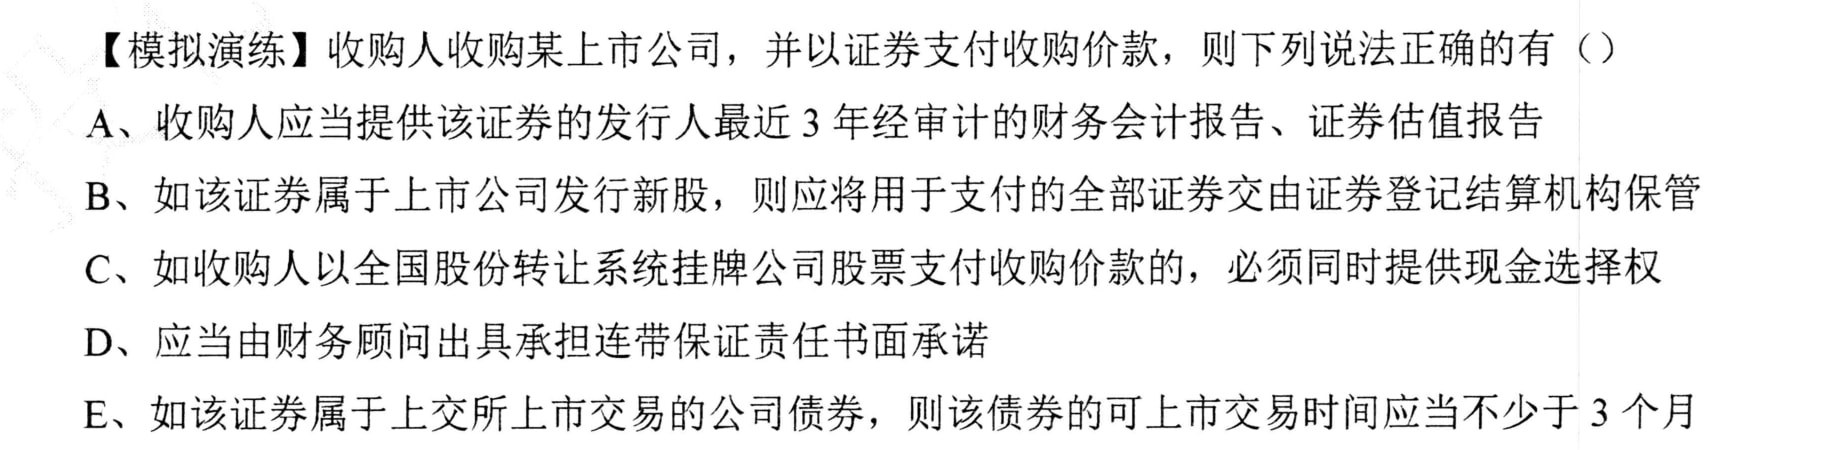 【模拟演练】收购人收购某上市公司，并以证券支付收购价款，则下列说法正确的有（）
A、收购人应当提供该证券的发行人最近 3 年经审计的财务会计报告、证券估值报告
B、如该证券属于上市公司发行新股，则应将用于支付的全部证券交由证券登记结算机构保管
C、如收购人以全国股份转让系统挂牌公司股票支付收购价款的，必须同时提供现金选择权
D、应当由财务顾问出具承担连带保证责任书面承诺
E、如该证券属于上交所上市交易的公司债券，则该债券的可上市交易时间应当不少于 3 个月